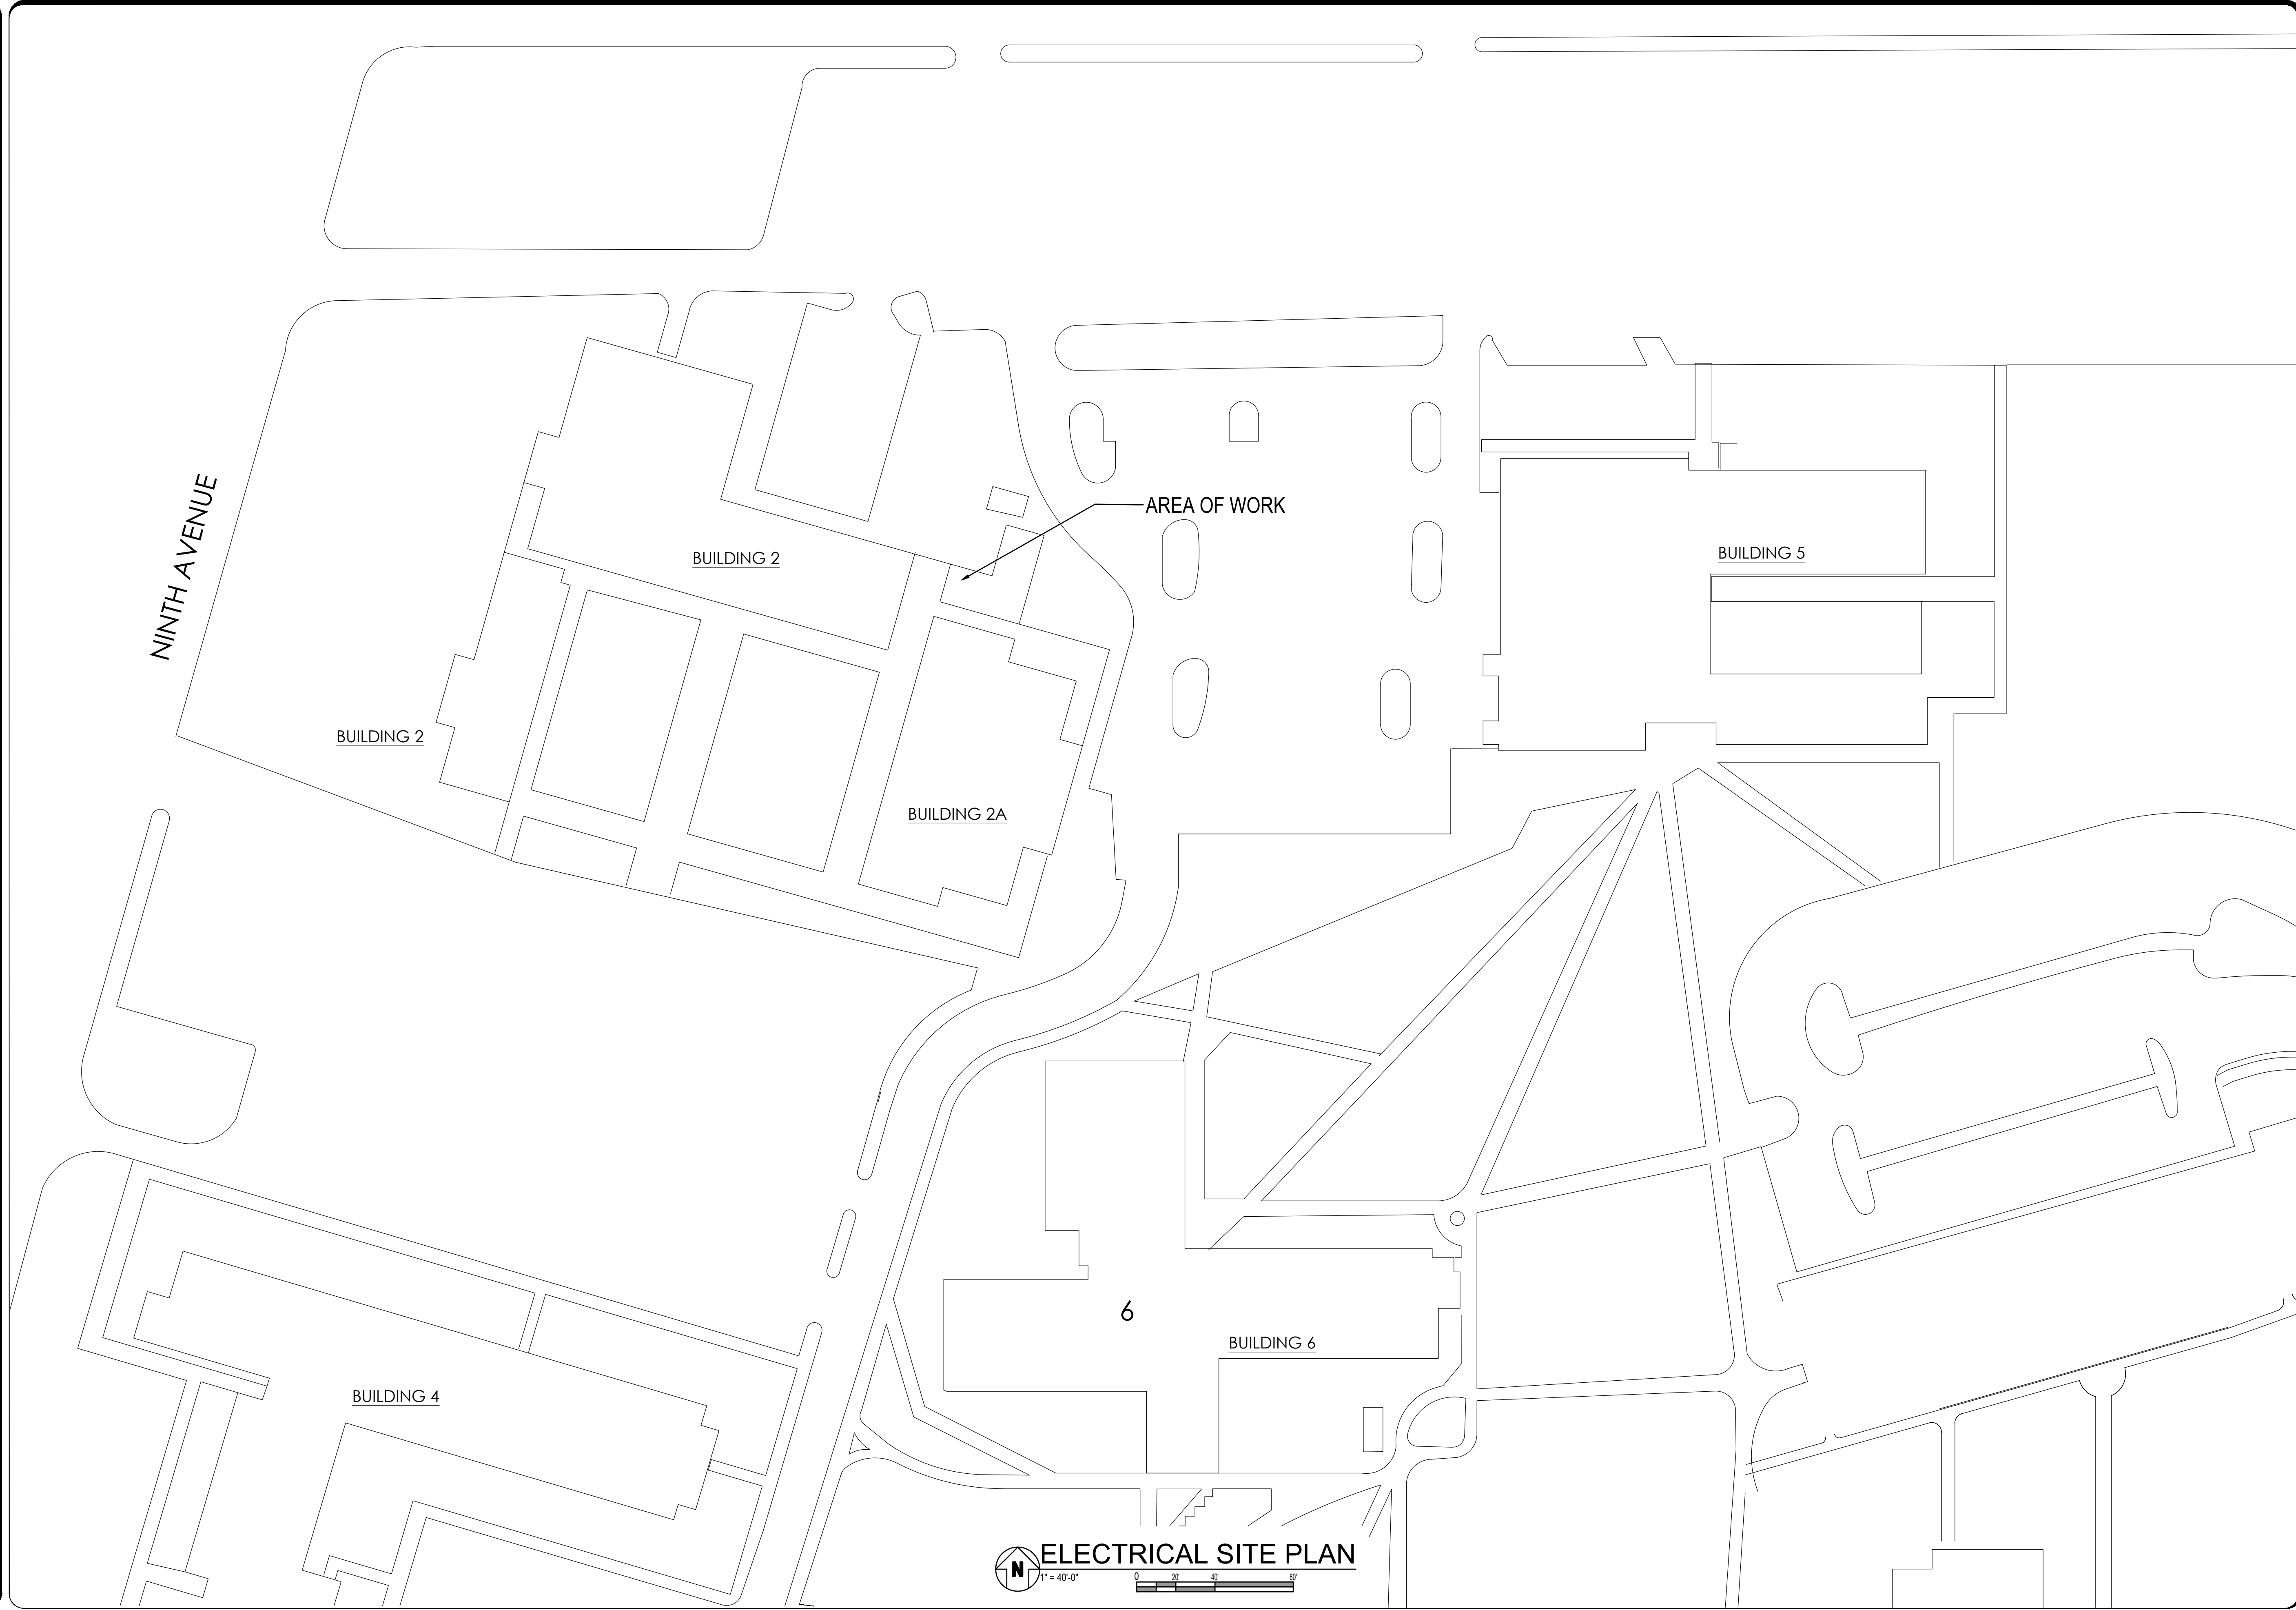 NINTH AVENUE
AREA OF WORK
BUILDING 2
BUILDING 5
BUILDING 2
BUILDING 2A
6
BUILDING 6
BUILDING 4
N
ELECTRICAL SITE PLAN
1" = 40'-0"
0 20' 40' 80'